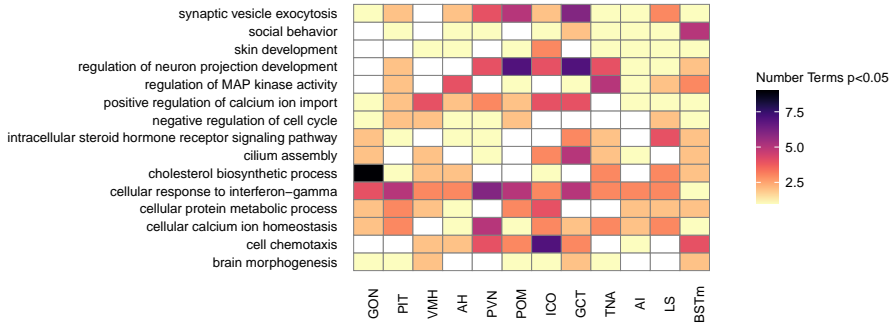 synaptic vesicle exocytosis
social behavior
skin development
regulation of neuron projection development
regulation of MAP kinase activity
positive regulation of calcium ion import
negative regulation of cell cycle
intracellular steroid hormone receptor signaling pathway
cilium assembly
cholesterol biosynthetic process
cellular response to interferon−gamma
cellular protein metabolic process
cellular calcium ion homeostasis
cell chemotaxis
brain morphogenesis
GON
PIT
VMH
AH
PVN
POM
ICO
GCT
TNA
AI
LS
BSTm
Number Terms p<0.05
7.5
5.0
2.5